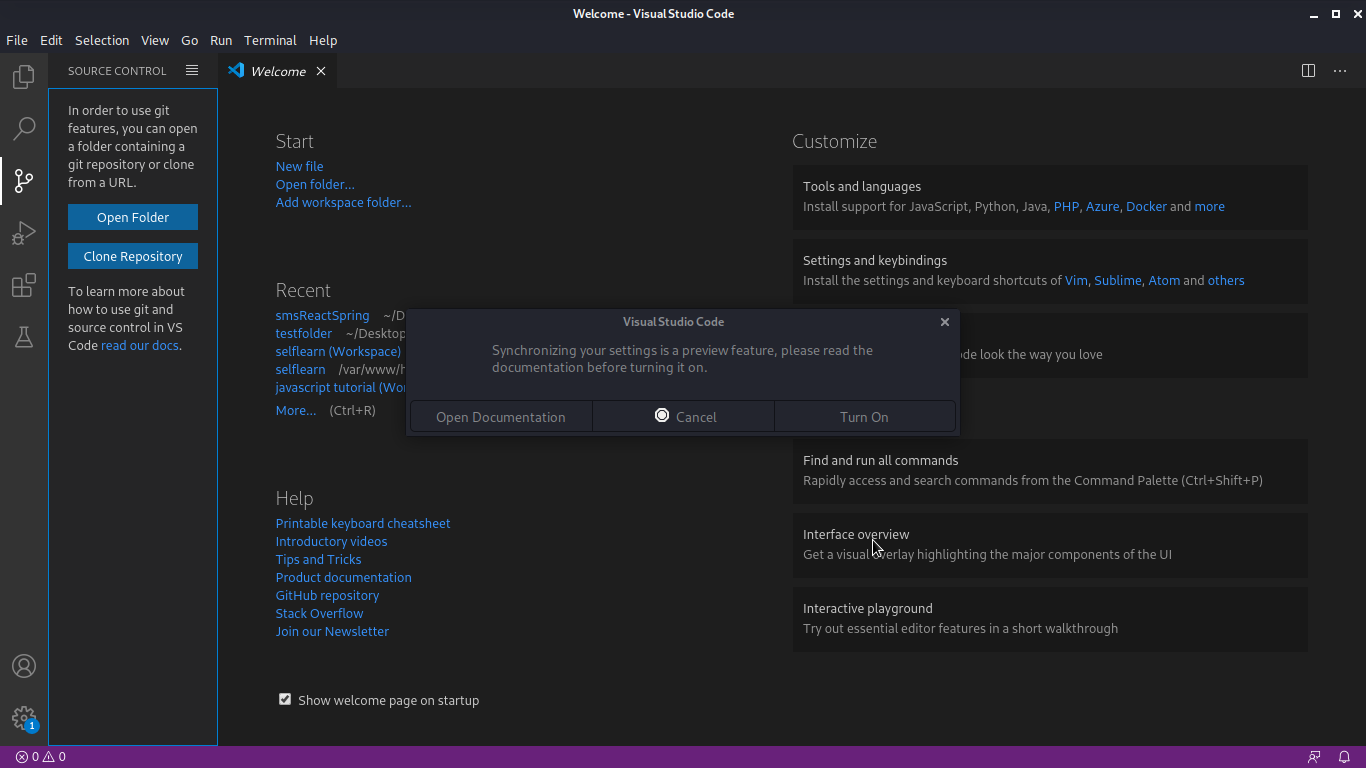 Welcome - Visual Studio Code
File Edit Selection View Go Run Terminal Help
SOURCE CONTROL
Welcome
In order to use git
features, you can open
a folder containing a
git repository or clone
from a URL.
Open Folder
Clone Repository
To learn more about
how to use git and
source control in VS
Code read our docs.
Start
New file
Open folder...
Add workspace folder...
Recent
smsReactSpring ~/D
testfolder ~/Desktop
selflearn (Workspace)
selflearn /var/www/h
javascript tutorial (Wor
More... (Ctrl+R)
Help
Printable keyboard cheatsheet
Introductory videos
Tips and Tricks
Product documentation
GitHub repository
Stack Overflow
Join our Newsletter
Show welcome page on startup
Customize
Tools and languages
Install support for JavaScript, Python, Java, PHP, Azure, Docker and more
Settings and keybindings
Install the settings and keyboard shortcuts of Vim, Sublime, Atom and others
ode look the way you love
Find and run all commands
Rapidly access and search commands from the Command Palette (Ctrl+Shift+P)
Interface overview
Get a visual overlay highlighting the major components of the UI
Interactive playground
Try out essential editor features in a short walkthrough
Visual Studio Code
Synchronizing your settings is a preview feature, please read the
documentation before turning it on.
Open Documentation Cancel Turn On
1
0 0